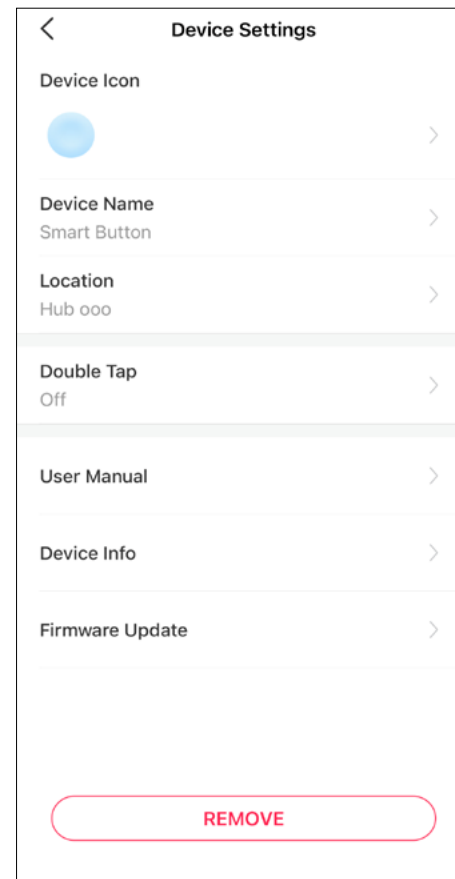 Device Settings
Device Icon
Device Name
Smart Button
Location
Hub ooo
Double Tap
Off
User Manual
Device Info
Firmware Update
REMOVE